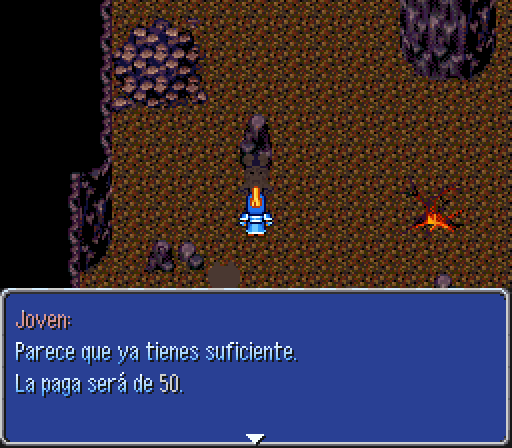 Joven:
Parece que ya tienes suficiente.
La paga será de 50.